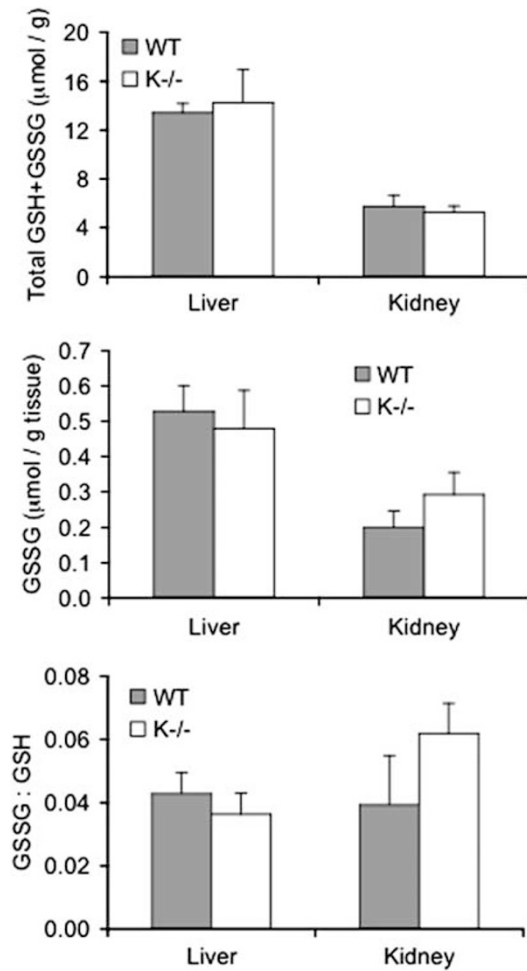 Total GSH+GSSG (μmol / g)
20
16
12
8
4
0
WT
K-/-
Liver Kidney
GSSG (μmol / g tissue)
0.7
0.6
0.5
0.4
0.3
0.2
0.1
0.0
WT
K-/-
Liver Kidney
GSSG : GSH
0.08
0.06
0.04
0.02
0.00
WT
K-/-
Liver Kidney